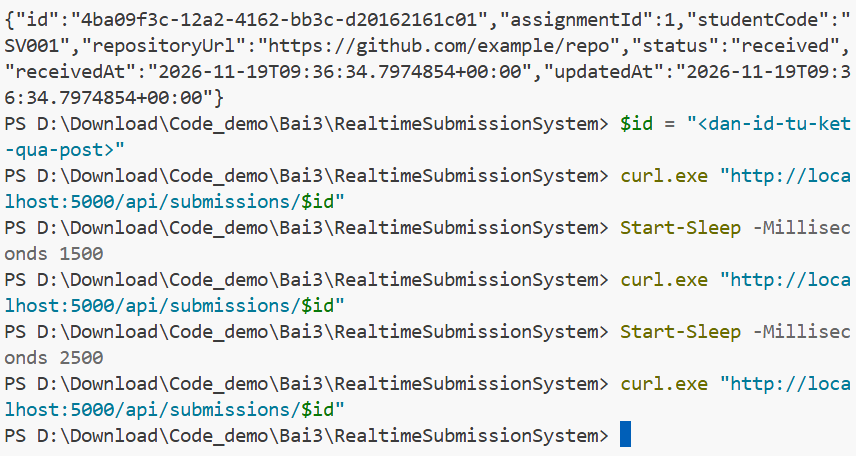 {"id":"4ba09f3c-12a2-4162-bb3c-d20162161c01","assignmentId":1,"studentCode":"
SV001","repositoryUrl":"https://github.com/example/repo","status":"received",
"receivedAt":"2026-11-19T09:36:34.7974854+00:00","updatedAt":"2026-11-19T09:3
6:34.7974854+00:00"}
PS D:\Download\Code_demo\Bai3\RealtimeSubmissionSystem> $id = "<dan-id-tu-ket
-qua-post>"
PS D:\Download\Code_demo\Bai3\RealtimeSubmissionSystem> curl.exe "http://loca
lhost:5000/api/submissions/$id"
PS D:\Download\Code_demo\Bai3\RealtimeSubmissionSystem> Start-Sleep -Millisec
onds 1500
PS D:\Download\Code_demo\Bai3\RealtimeSubmissionSystem> curl.exe "http://loca
lhost:5000/api/submissions/$id"
PS D:\Download\Code_demo\Bai3\RealtimeSubmissionSystem> Start-Sleep -Millisec
onds 2500
PS D:\Download\Code_demo\Bai3\RealtimeSubmissionSystem> curl.exe "http://loca
lhost:5000/api/submissions/$id"
PS D:\Download\Code_demo\Bai3\RealtimeSubmissionSystem>